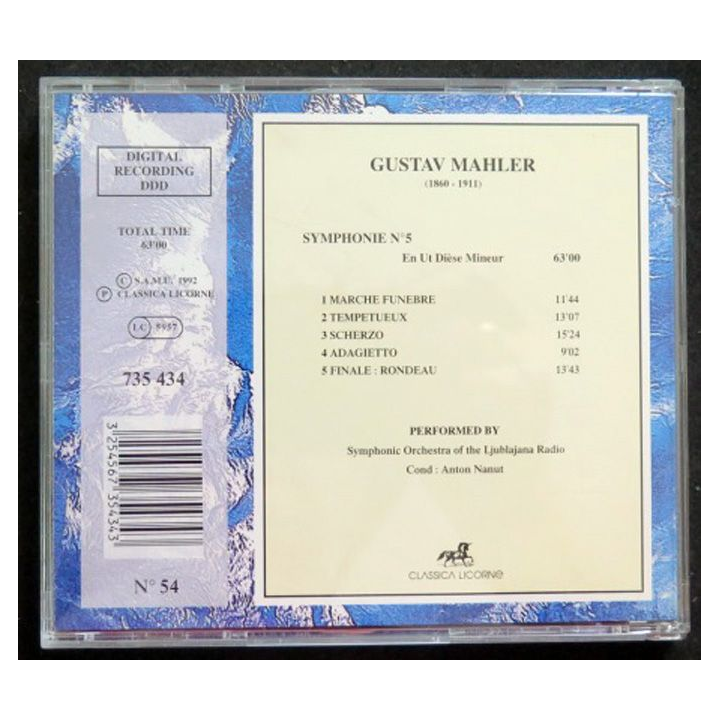 DIGITAL
RECORDING
DDD
TOTAL TIME
63'00
© S.A.M.U. 1992
Ⓟ CLASSICA LICORNE
LC 5957
735 434
3 254567 354343
N° 54
GUSTAV MAHLER
(1860 - 1911)
SYMPHONIE N°5
En Ut Dièse Mineur 63'00
1 MARCHE FUNEBRE 11'44
2 TEMPETUEUX 13'07
3 SCHERZO 15'24
4 ADAGIETTO 9'02
5 FINALE : RONDEAU 13'43
PERFORMED BY
Symphonic Orchestra of the Ljublajana Radio
Cond : Anton Nanut
CLASSICA LICORNE